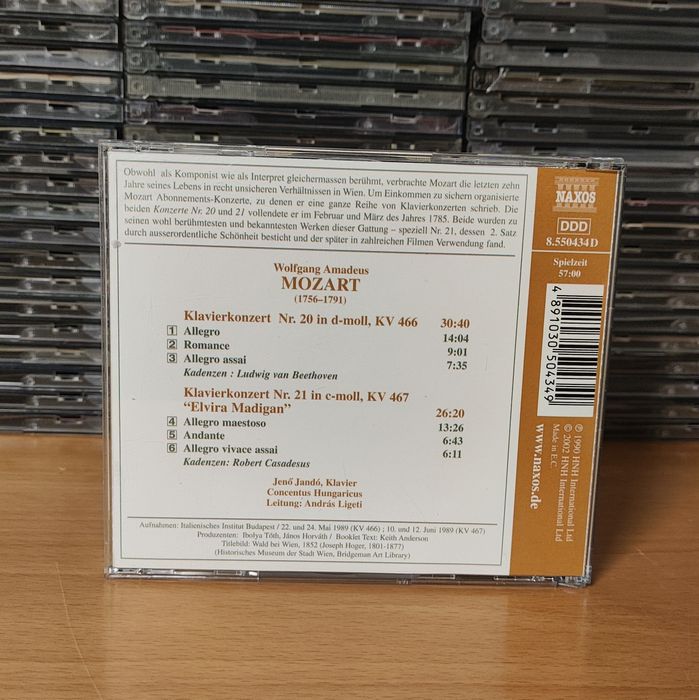 Obwohl als Komponist wie als Interpret gleichermassen berühmt, verbrachte Mozart die letzten zehn
Jahre seines Lebens in recht unsicheren Verhältnissen in Wien. Um Einkommen zu sichern organisierte
Mozart Abonnements-Konzerte, zu denen er eine ganze Reihe von Klavierkonzerten schrieb. Die
beiden Konzerte Nr. 20 und 21 vollendete er im Februar und März des Jahres 1785. Beide wurden zu
seinen wohl berühmtesten und bekanntesten Werken dieser Gattung – speziell Nr. 21, dessen 2. Satz
durch ausserordentliche Schönheit besticht und der später in zahlreichen Filmen Verwendung fand.
Wolfgang Amadeus
MOZART
(1756–1791)
Klavierkonzert Nr. 20 in d-moll, KV 466 30:40
1 Allegro 14:04
2 Romance 9:01
3 Allegro assai 7:35
Kadenzen : Ludwig van Beethoven
Klavierkonzert Nr. 21 in c-moll, KV 467
“Elvira Madigan” 26:20
4 Allegro maestoso 13:26
5 Andante 6:43
6 Allegro vivace assai 6:11
Kadenzen: Robert Casadesus
Jenő Jandó, Klavier
Concentus Hungaricus
Leitung: András Ligeti
Aufnahmen: Italienisches Institut Budapest / 22. und 24. Mai 1989 (KV 466) ; 10. und 12. Juni 1989 (KV 467)
Produzenten: Ibolya Tóth, János Horváth / Booklet Text: Keith Anderson
Titlebild: Wald bei Wien, 1852 (Joseph Hoger, 1801-1877)
(Historisches Museum der Stadt Wien, Bridgeman Art Library)
NAXOS
DDD
8.550434D
Spielzeit
57:00
4 891030 504349
℗ 1990 HNH International Ltd
© 2002 HNH International Ltd
Made in E.C.
www.naxos.de